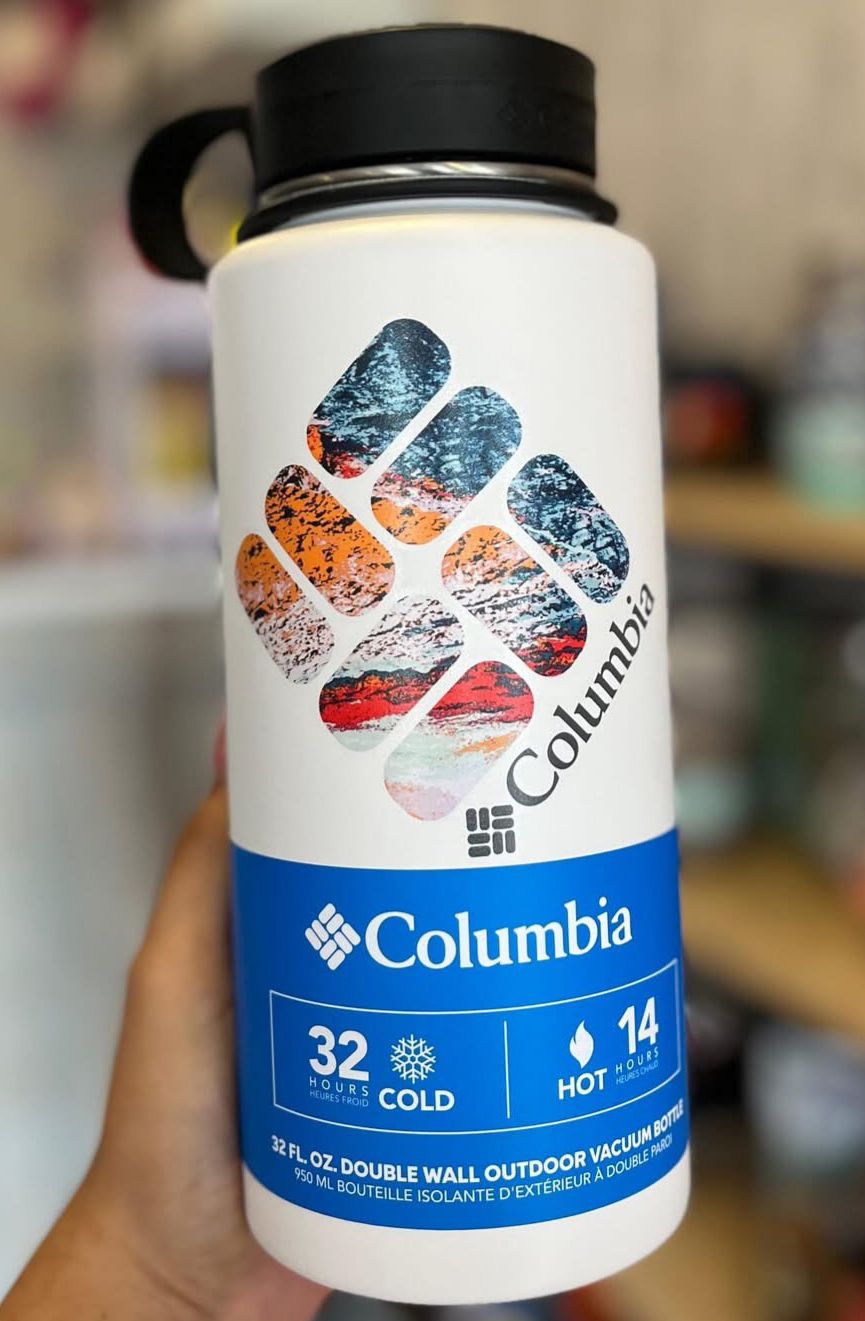 Columbia
Columbia
32
HOURS
HEURES FROID
COLD
HOT
14
HOURS
HEURES CHAUD
32 FL. OZ. DOUBLE WALL OUTDOOR VACUUM BOTTLE
950 ML BOUTEILLE ISOLANTE D'EXTÉRIEUR À DOUBLE PAROI